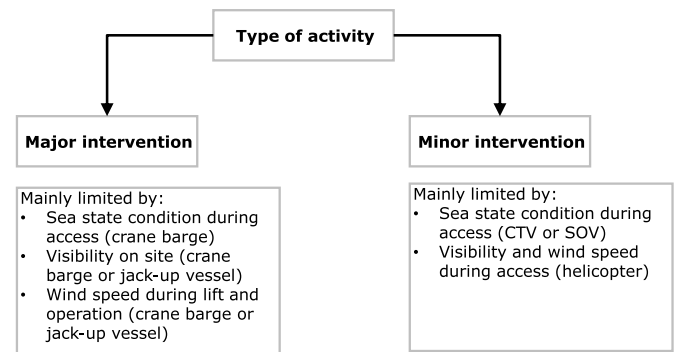 Type of activity
Major intervention
Mainly limited by:
• Sea state condition during
access (crane barge)
• Visibility on site (crane
barge or jack-up vessel)
• Wind speed during lift and
operation (crane barge or
jack-up vessel)
Minor intervention
Mainly limited by:
• Sea state condition during
access (CTV or SOV)
• Visibility and wind speed
during access (helicopter)